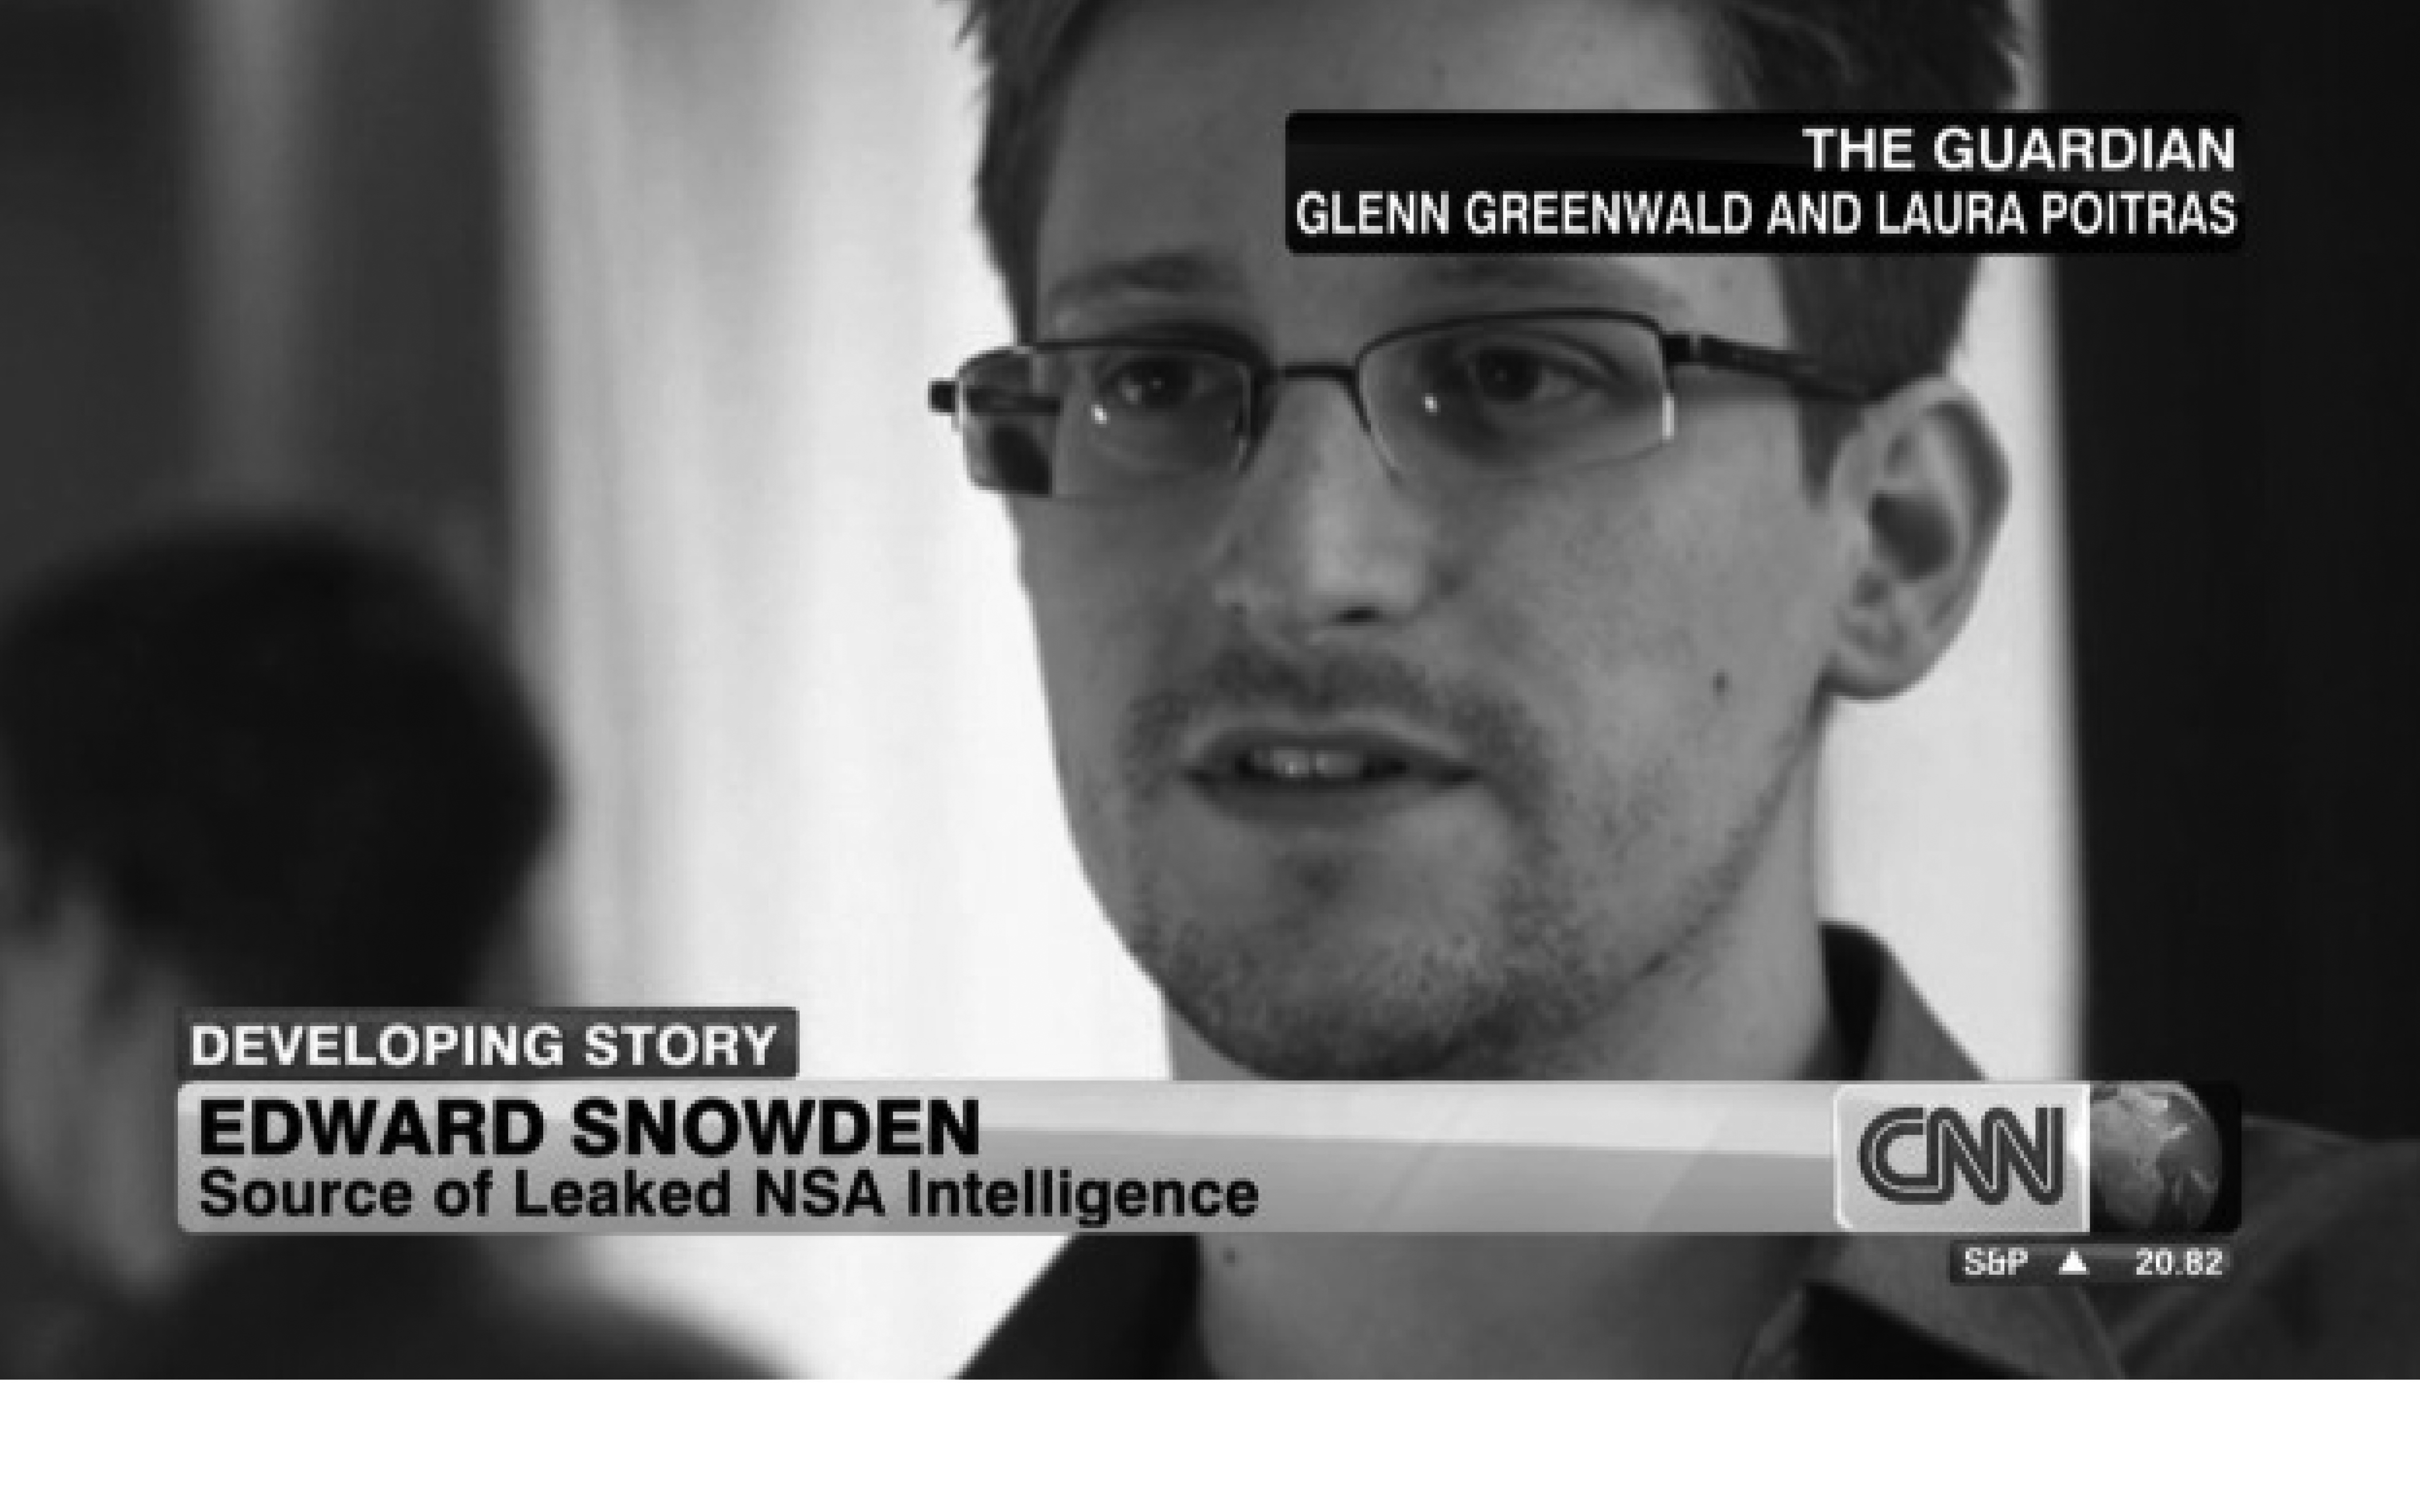 THE GUARDIAN
GLENN GREENWALD AND LAURA POITRAS
DEVELOPING STORY
EDWARD SNOWDEN
Source of Leaked NSA Intelligence
CNN
S&P ▲ 20.82